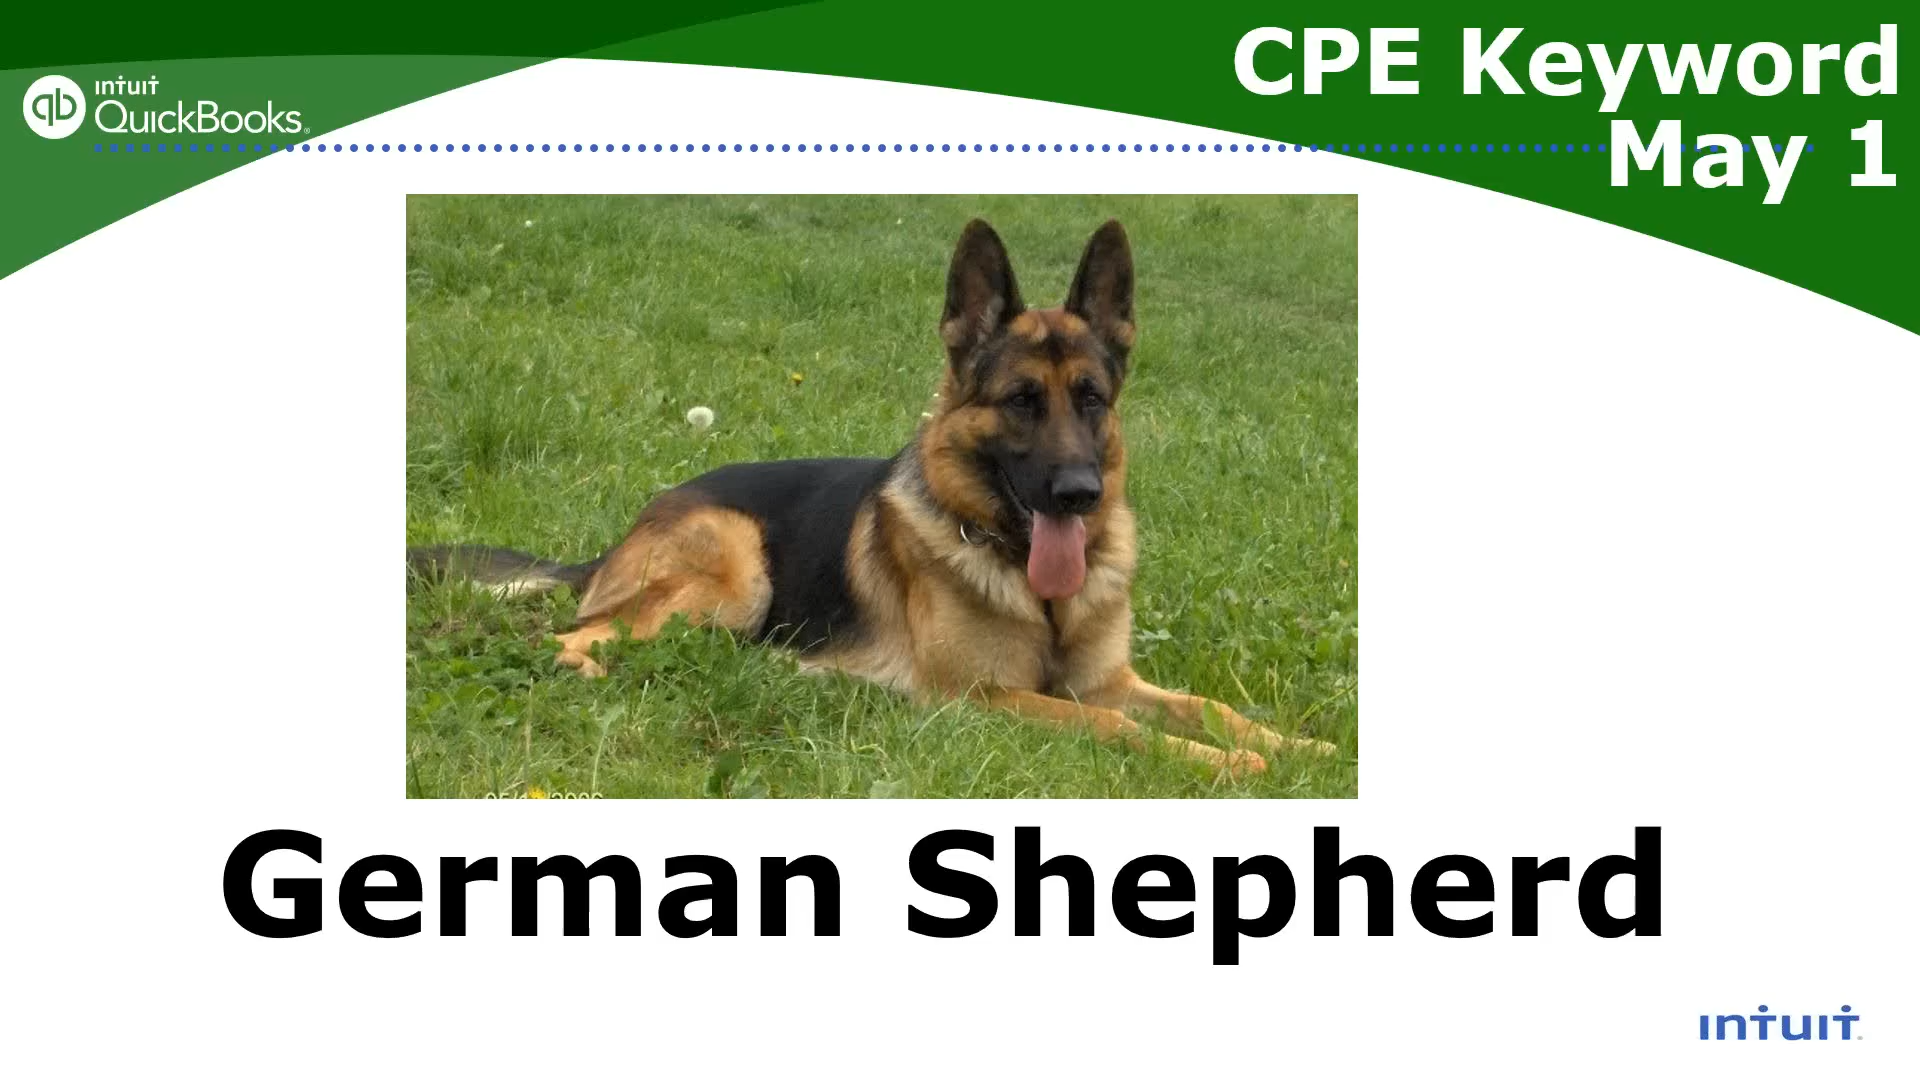 CPE Keyword
May 1
intuit
QuickBooks.
German Shepherd
intuit